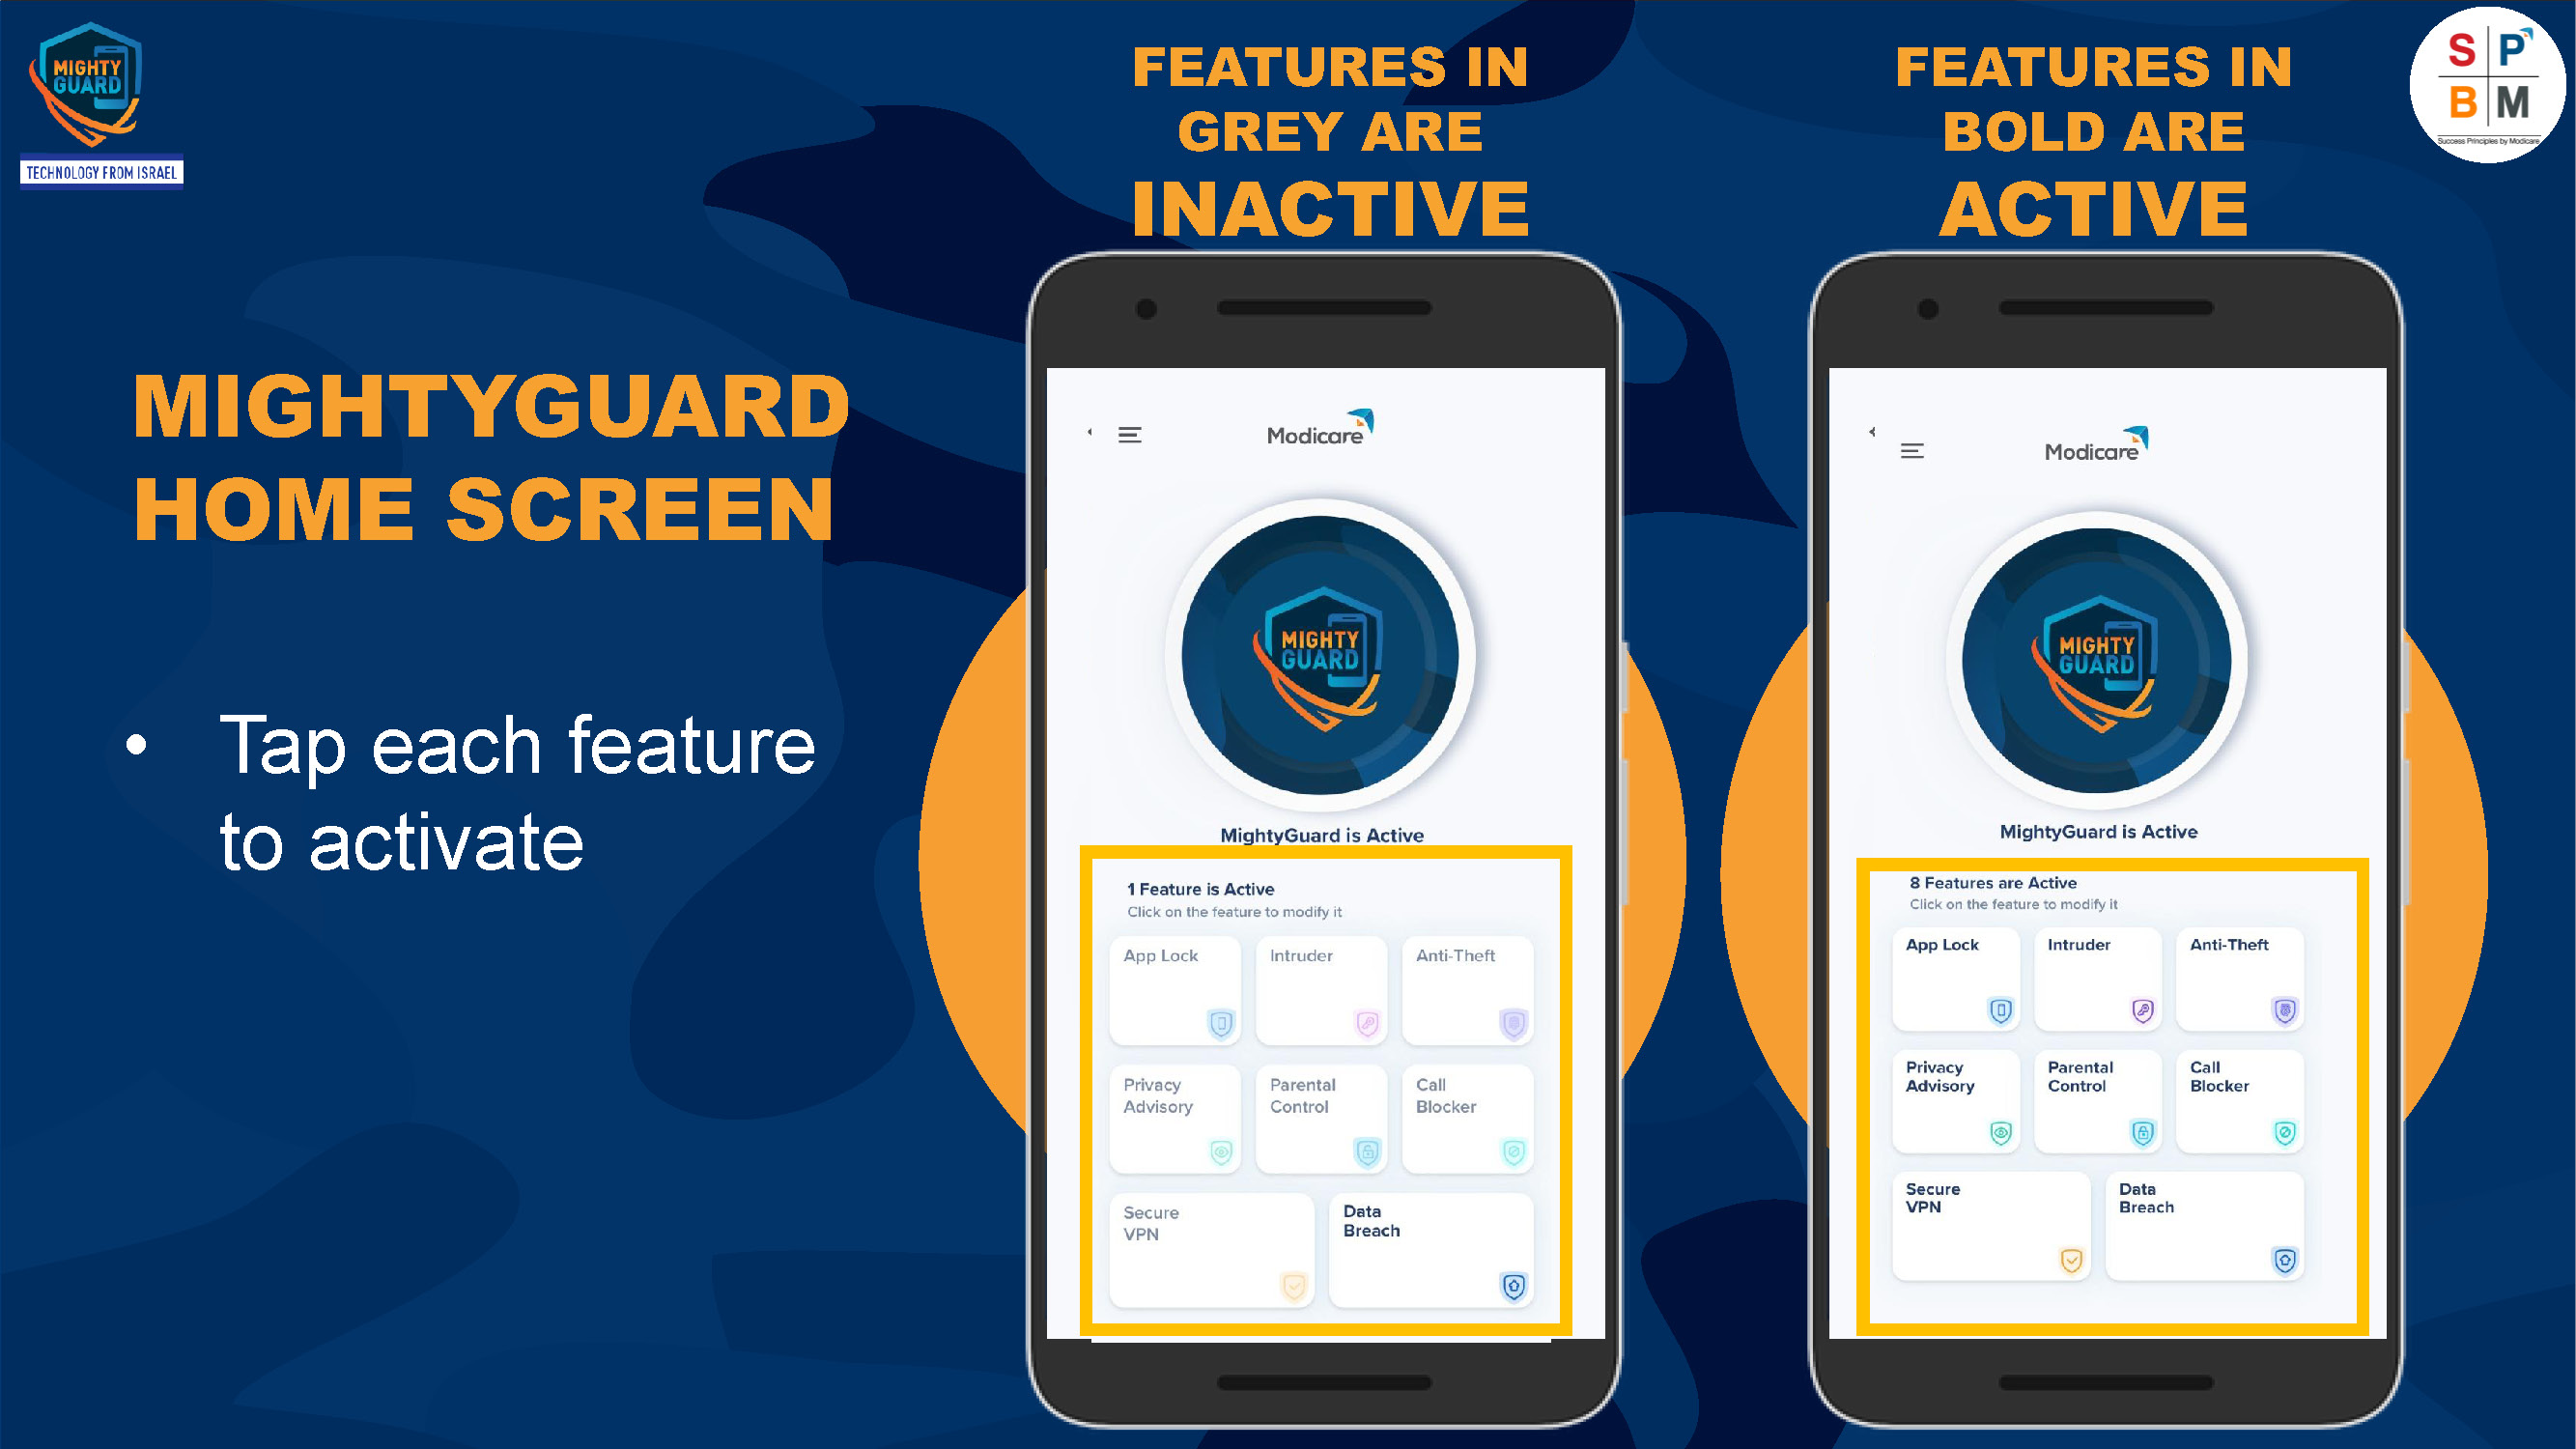 MIGHTY
GUARD
TECHNOLOGY FROM ISRAEL
MIGHTYGUARD
HOME SCREEN
• Tap each feature
to activate
FEATURES IN
GREY ARE
INACTIVE
Modicare
MIGHTY
GUARD
MightyGuard is Active
1 Feature is Active
Click on the feature to modify it
App Lock
Intruder
Anti-Theft
Privacy
Advisory
Parental
Control
Call
Blocker
Secure
VPN
Data
Breach
FEATURES IN
BOLD ARE
ACTIVE
Modicare
MIGHTY
GUARD
MightyGuard is Active
8 Features are Active
Click on the feature to modify it
App Lock
Intruder
Anti-Theft
Privacy
Advisory
Parental
Control
Call
Blocker
Secure
VPN
Data
Breach
S P
B M
Success Principles by Modicare